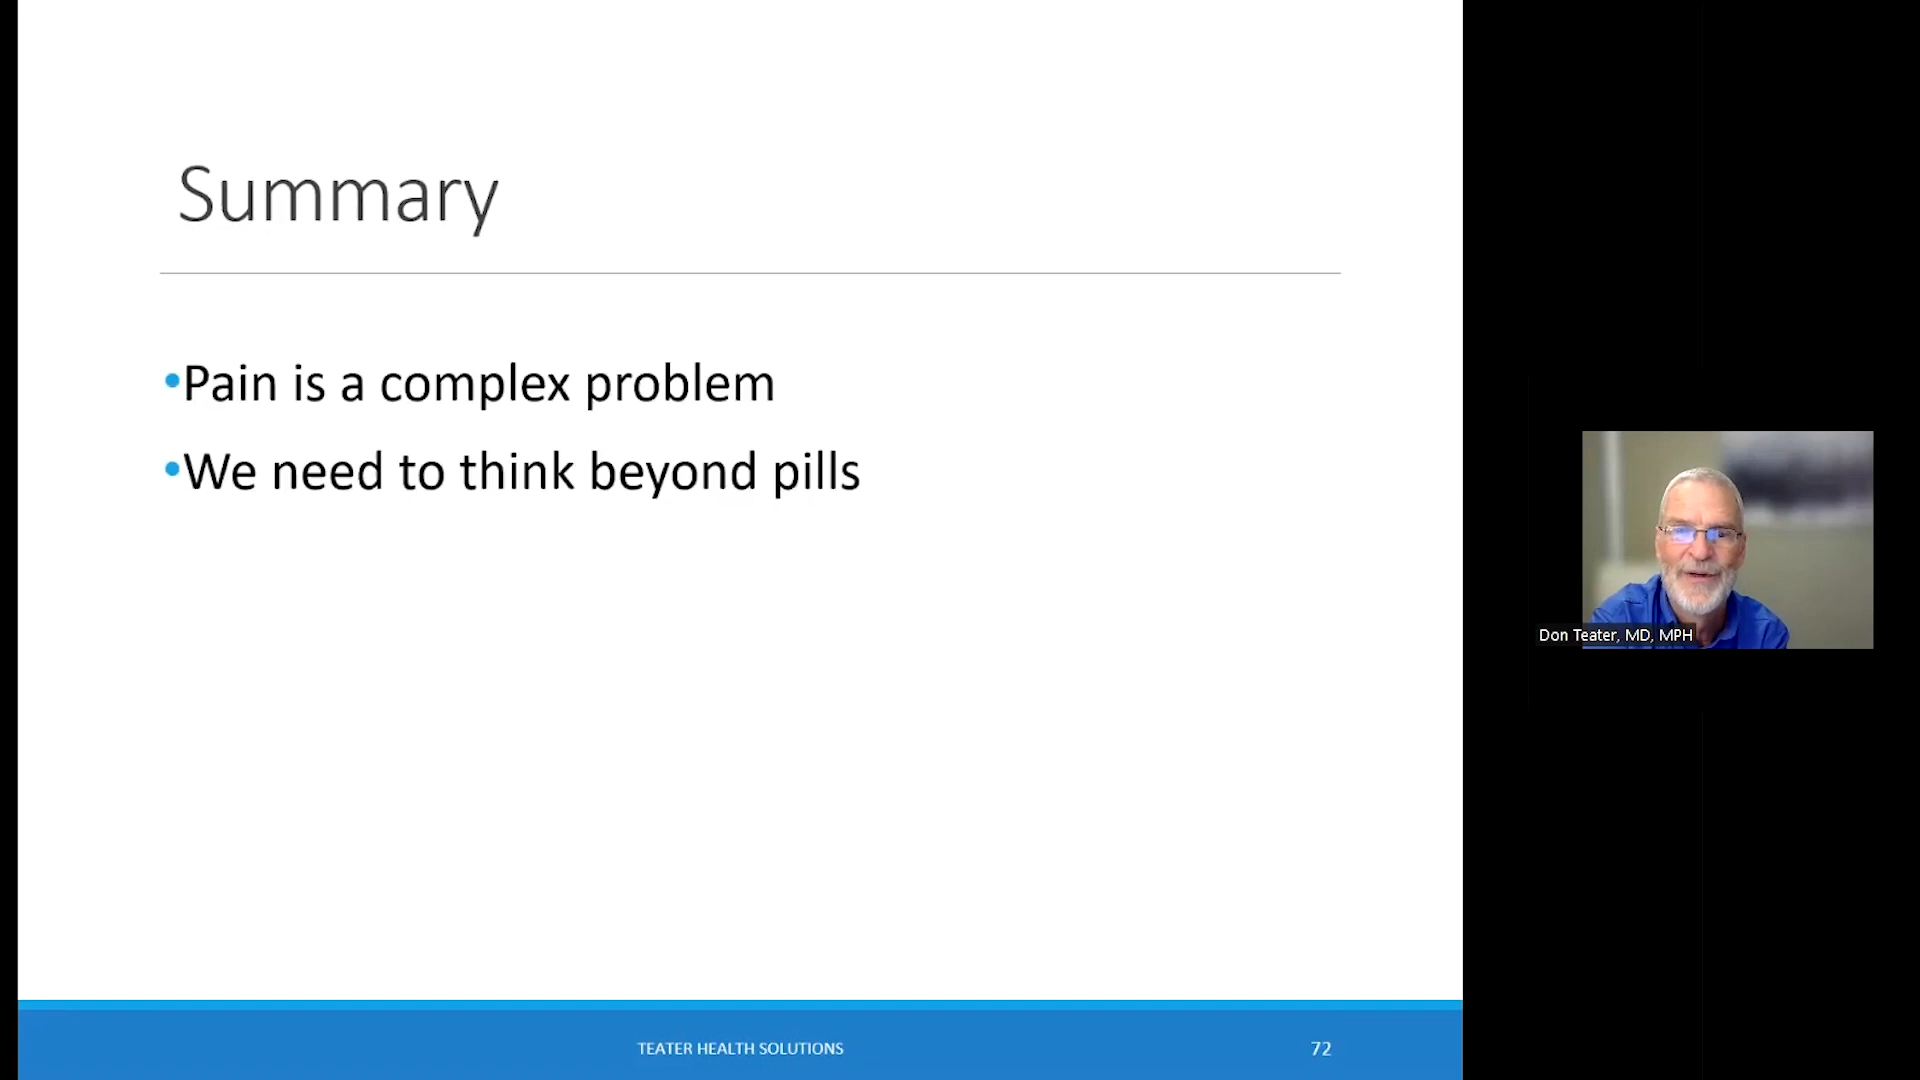 Summary
•Pain is a complex problem
•We need to think beyond pills
Don Teater, MD, MPH
TEATER HEALTH SOLUTIONS
72